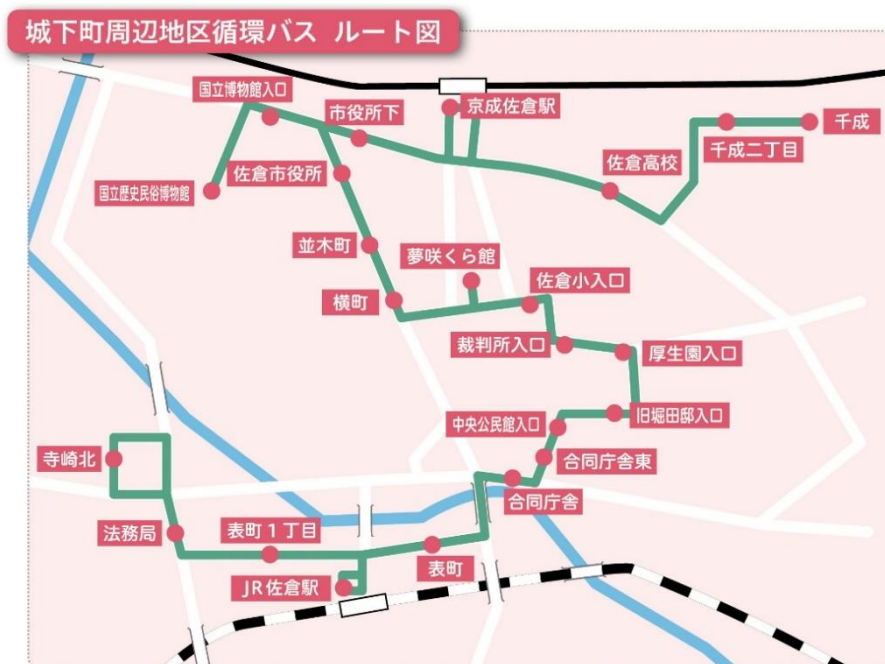 城下町周辺地区循環バス ルート図
国立博物館入口
市役所下
京成佐倉駅
千成
千成二丁目
佐倉高校
佐倉市役所
国立歴史民俗博物館
並木町
夢咲くら館
佐倉小入口
横町
裁判所入口
厚生園入口
旧堀田邸入口
中央公民館入口
合同庁舎東
寺崎北
合同庁舎
法務局
表町1丁目
表町
JR佐倉駅